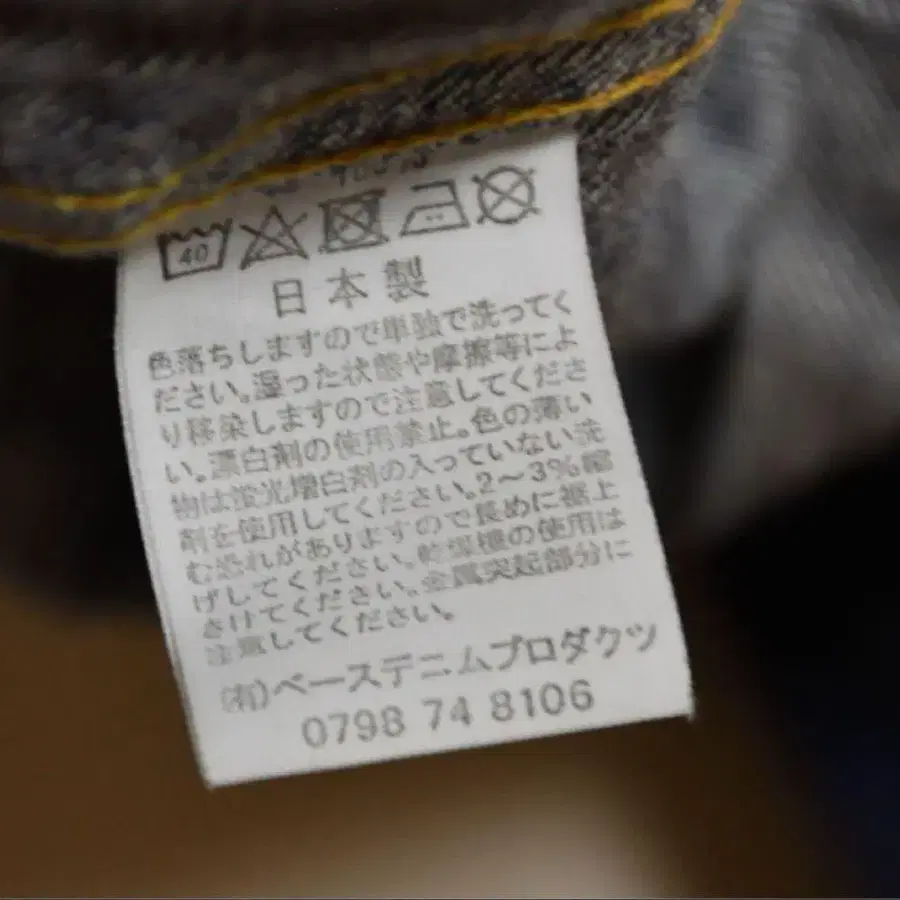 40
日本製
色落ちしますので単独で洗ってく
ださい。湿った状態や摩擦等によ
り移染しますので注意してくださ
い。漂白剤の使用禁止。色の薄い
物は蛍光増白剤の入っていない洗
剤を使用してください。2～3%縮
む恐れがありますので長めに裾上
げしてください。乾燥機の使用は
さけてください。金属突起部分に
注意してください。
(有)ベースデニムプロダクツ
0798 74 8106